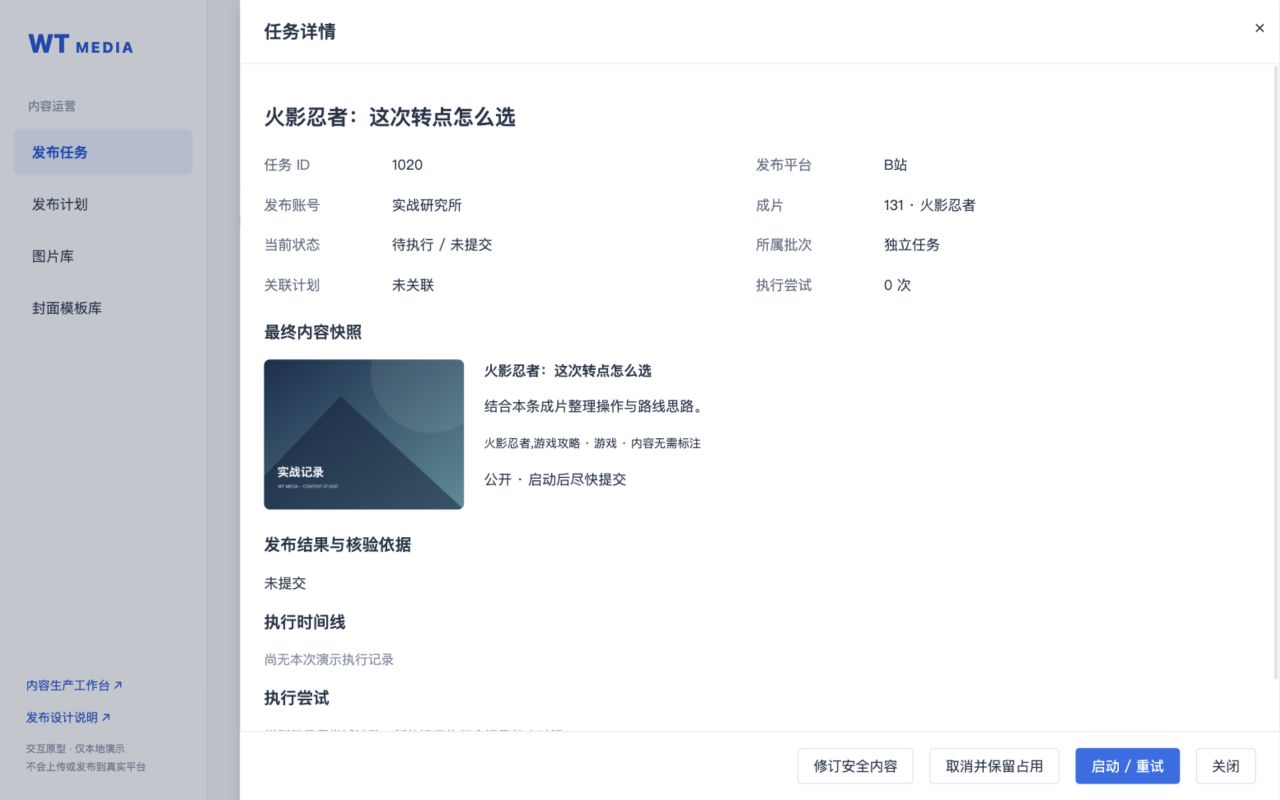 WT MEDIA
内容运营
发布任务
发布计划
图片库
封面模板库
内容生产工作台 ↗
发布设计说明 ↗
交互原型 · 仅本地演示
不会上传或发布到真实平台
任务详情
×
火影忍者：这次转点怎么选
任务 ID 1020 发布平台 B站
发布账号 实战研究所 成片 131 · 火影忍者
当前状态 待执行 / 未提交 所属批次 独立任务
关联计划 未关联 执行尝试 0 次
最终内容快照
实战记录
WT MEDIA · CONTENT STUDIO
火影忍者：这次转点怎么选
结合本条成片整理操作与路线思路。
火影忍者,游戏攻略 · 游戏 · 内容无需标注
公开 · 启动后尽快提交
发布结果与核验依据
未提交
执行时间线
尚无本次演示执行记录
执行尝试
修订安全内容 取消并保留占用 启动 / 重试 关闭